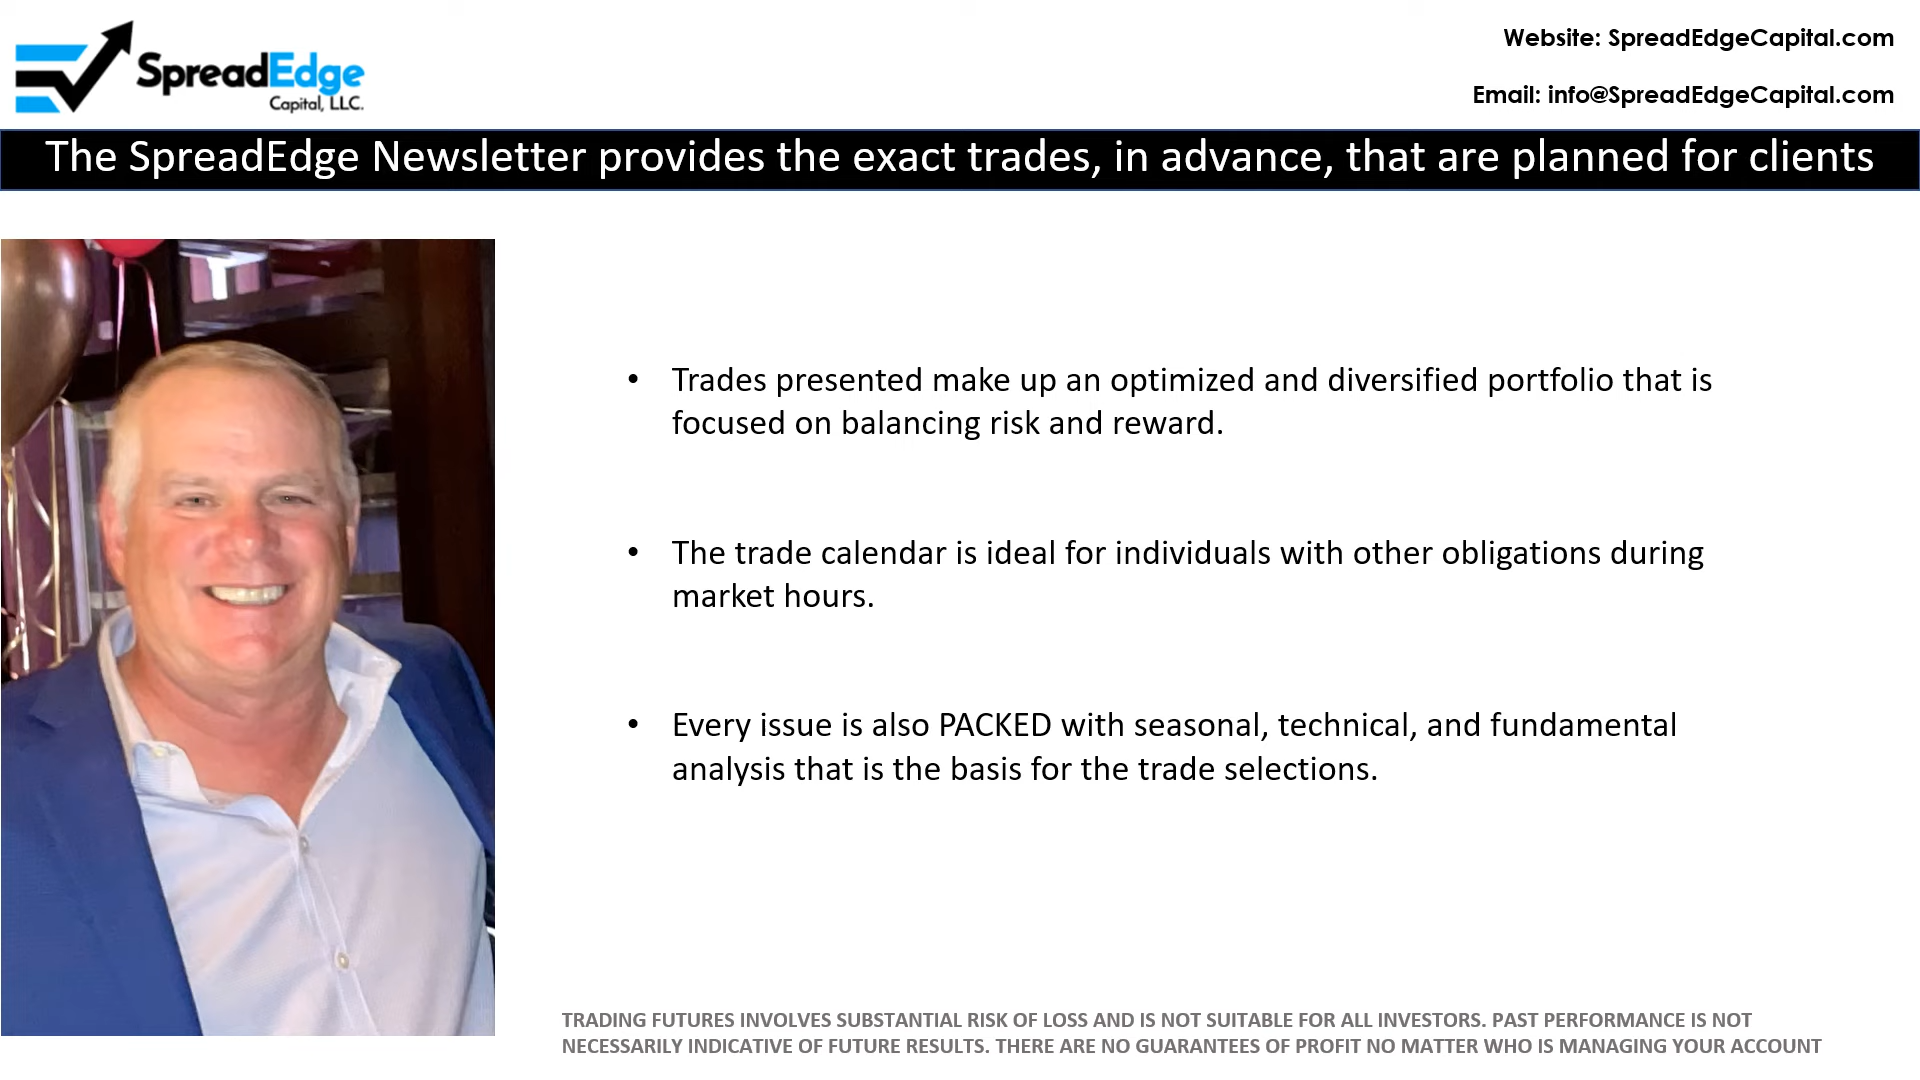 SpreadEdge
Capital, LLC.
Website: SpreadEdgeCapital.com
Email: info@SpreadEdgeCapital.com
The SpreadEdge Newsletter provides the exact trades, in advance, that are planned for clients
• Trades presented make up an optimized and diversified portfolio that is
focused on balancing risk and reward.
• The trade calendar is ideal for individuals with other obligations during
market hours.
• Every issue is also PACKED with seasonal, technical, and fundamental
analysis that is the basis for the trade selections.
TRADING FUTURES INVOLVES SUBSTANTIAL RISK OF LOSS AND IS NOT SUITABLE FOR ALL INVESTORS. PAST PERFORMANCE IS NOT
NECESSARILY INDICATIVE OF FUTURE RESULTS. THERE ARE NO GUARANTEES OF PROFIT NO MATTER WHO IS MANAGING YOUR ACCOUNT